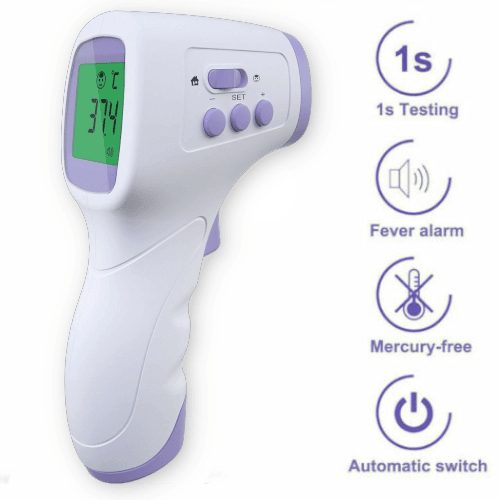 °C
37.4
SET
- +
1s
1s Testing
Fever alarm
Mercury-free
Automatic switch